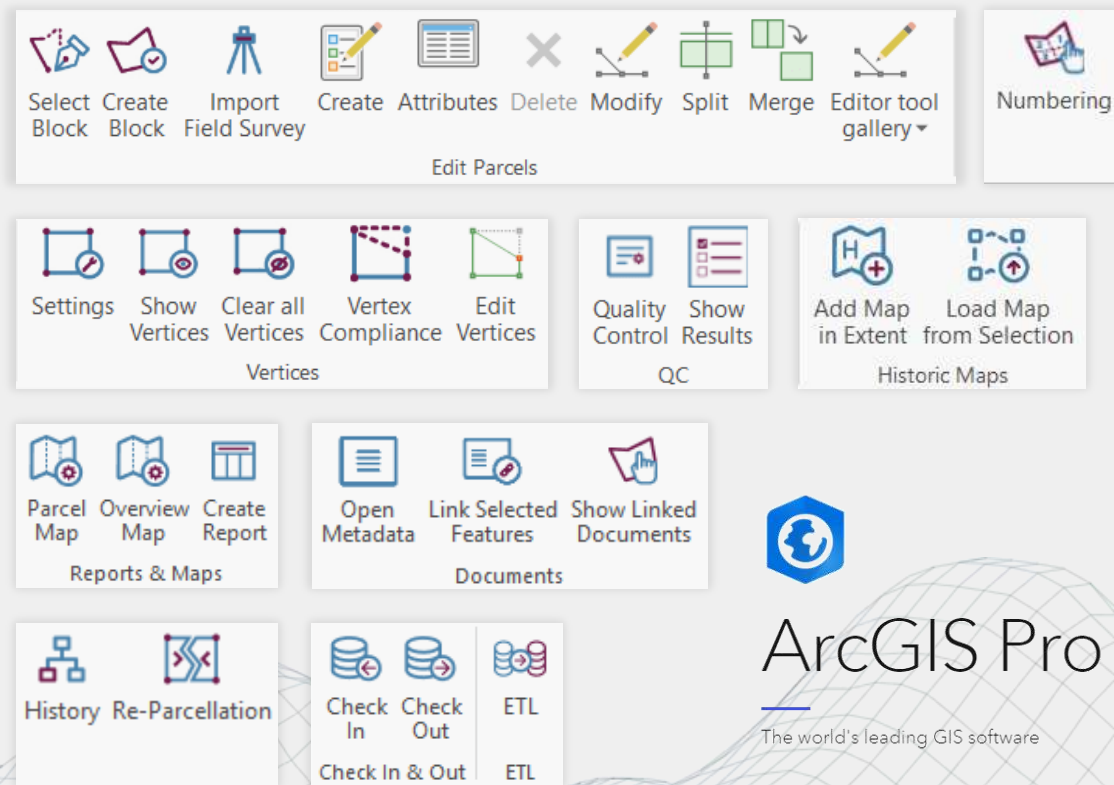 Select Create Import Create Attributes Delete Modify Split Merge Editor tool
Block Block Field Survey gallery
Edit Parcels
Numbering
Settings Show Clear all Vertex Edit
Vertices Vertices Compliance Vertices
Vertices
Quality Show
Control Results
QC
Add Map Load Map
in Extent from Selection
Historic Maps
Parcel Overview Create
Map Map Report
Reports & Maps
Open Link Selected Show Linked
Metadata Features Documents
Documents
History Re-Parcellation
Check Check ETL
In Out
Check In & Out ETL
ArcGIS Pro
The world's leading GIS software